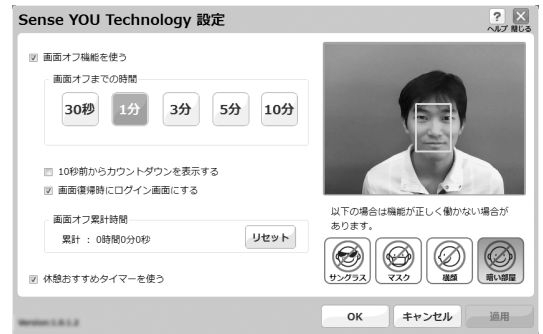 Sense YOU Technology 設定
ヘルプ 閉じる
画面オフ機能を使う
画面オフまでの時間
30秒 1分 3分 5分 10分
10秒前からカウントダウンを表示する
画面復帰時にログイン画面にする
画面オフ累計時間
累計 : 0時間0分0秒 リセット
休憩おすすめタイマーを使う
以下の場合は機能が正しく働かない場合が
あります。
サングラス マスク 横顔 暗い部屋
OK キャンセル 適用